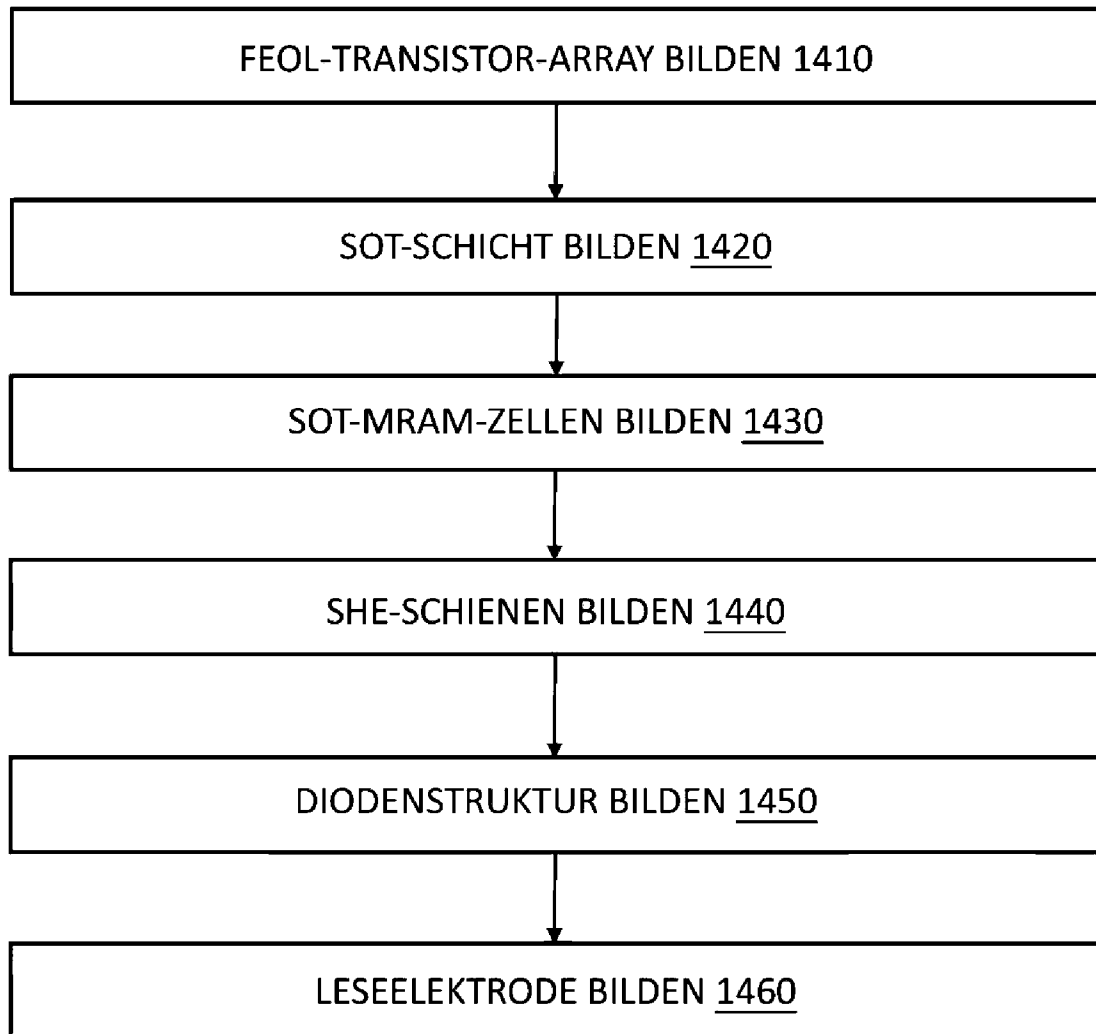 FEOL-TRANSISTOR-ARRAY BILDEN 1410
SOT-SCHICHT BILDEN 1420
SOT-MRAM-ZELLEN BILDEN 1430
SHE-SCHIENEN BILDEN 1440
DIODENSTRUKTUR BILDEN 1450
LESEELEKTRODE BILDEN 1460